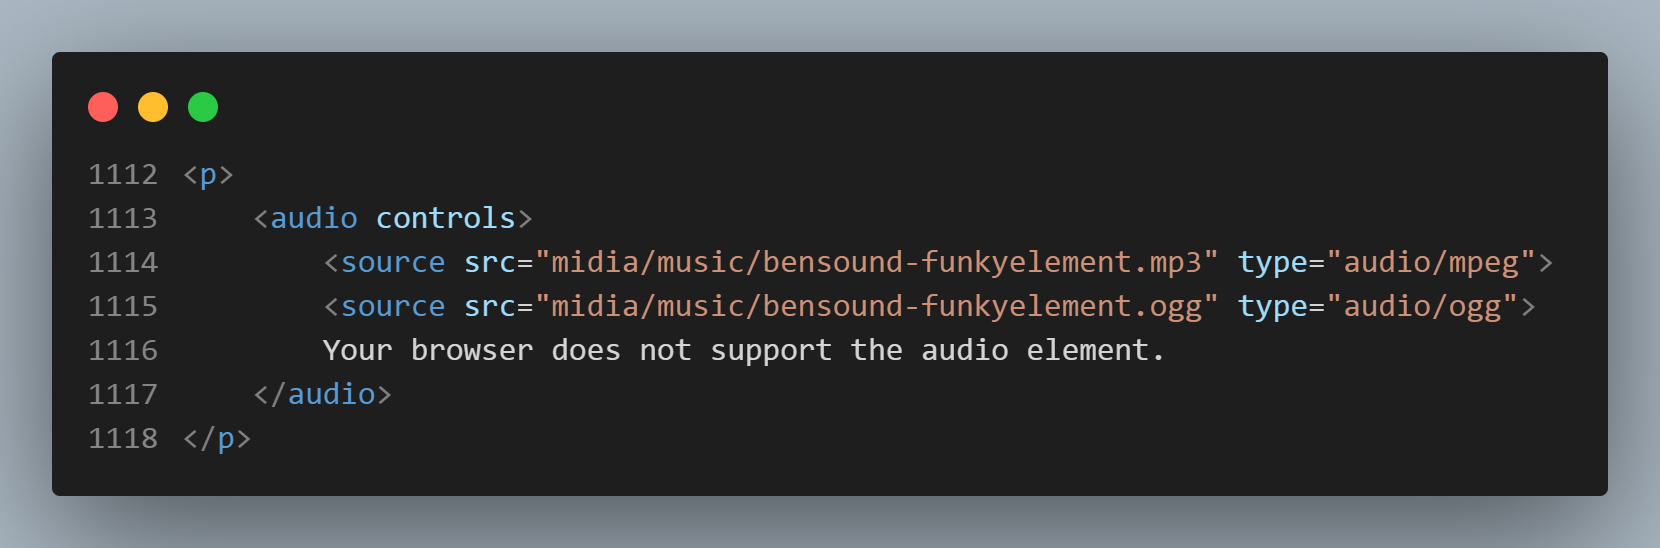 1112 <p>
1113     <audio controls>
1114         <source src="midia/music/bensound-funkyelement.mp3" type="audio/mpeg">
1115         <source src="midia/music/bensound-funkyelement.ogg" type="audio/ogg">
1116         Your browser does not support the audio element.
1117     </audio>
1118 </p>